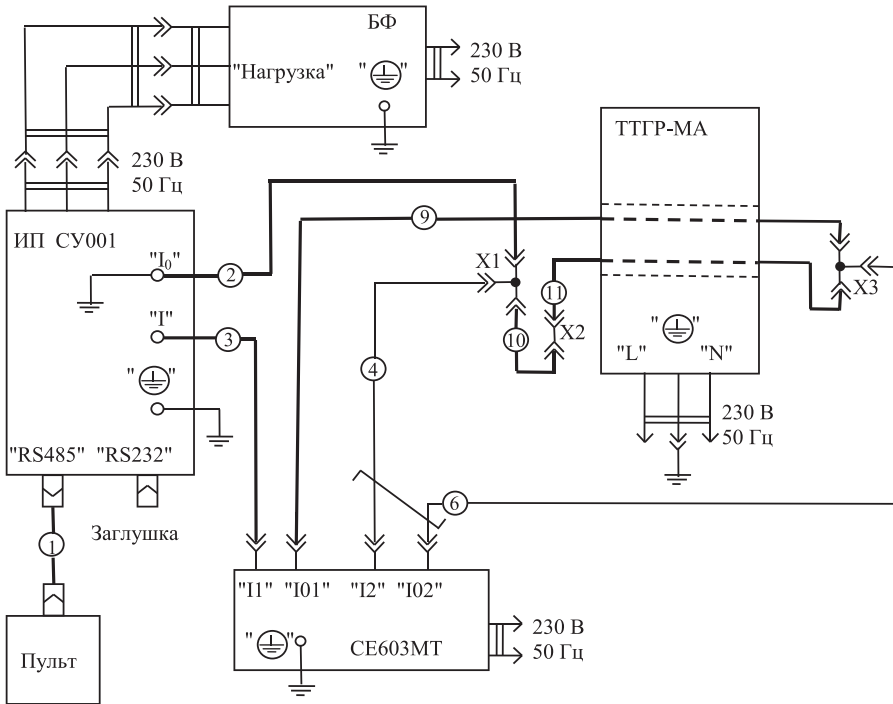 БФ
"Нагрузка"
" "
230 В
50 Гц
230 В
50 Гц
ТТГР-МА
ИП СУ001
"I₀"
2
9
X1
11
X3
"I"
3
10
X2
" "
" "
"L"
"N"
4
230 В
50 Гц
"RS485"
"RS232"
6
Заглушка
1
"I1"
"I01"
"I2"
"I02"
" "
СЕ603МТ
230 В
50 Гц
Пульт